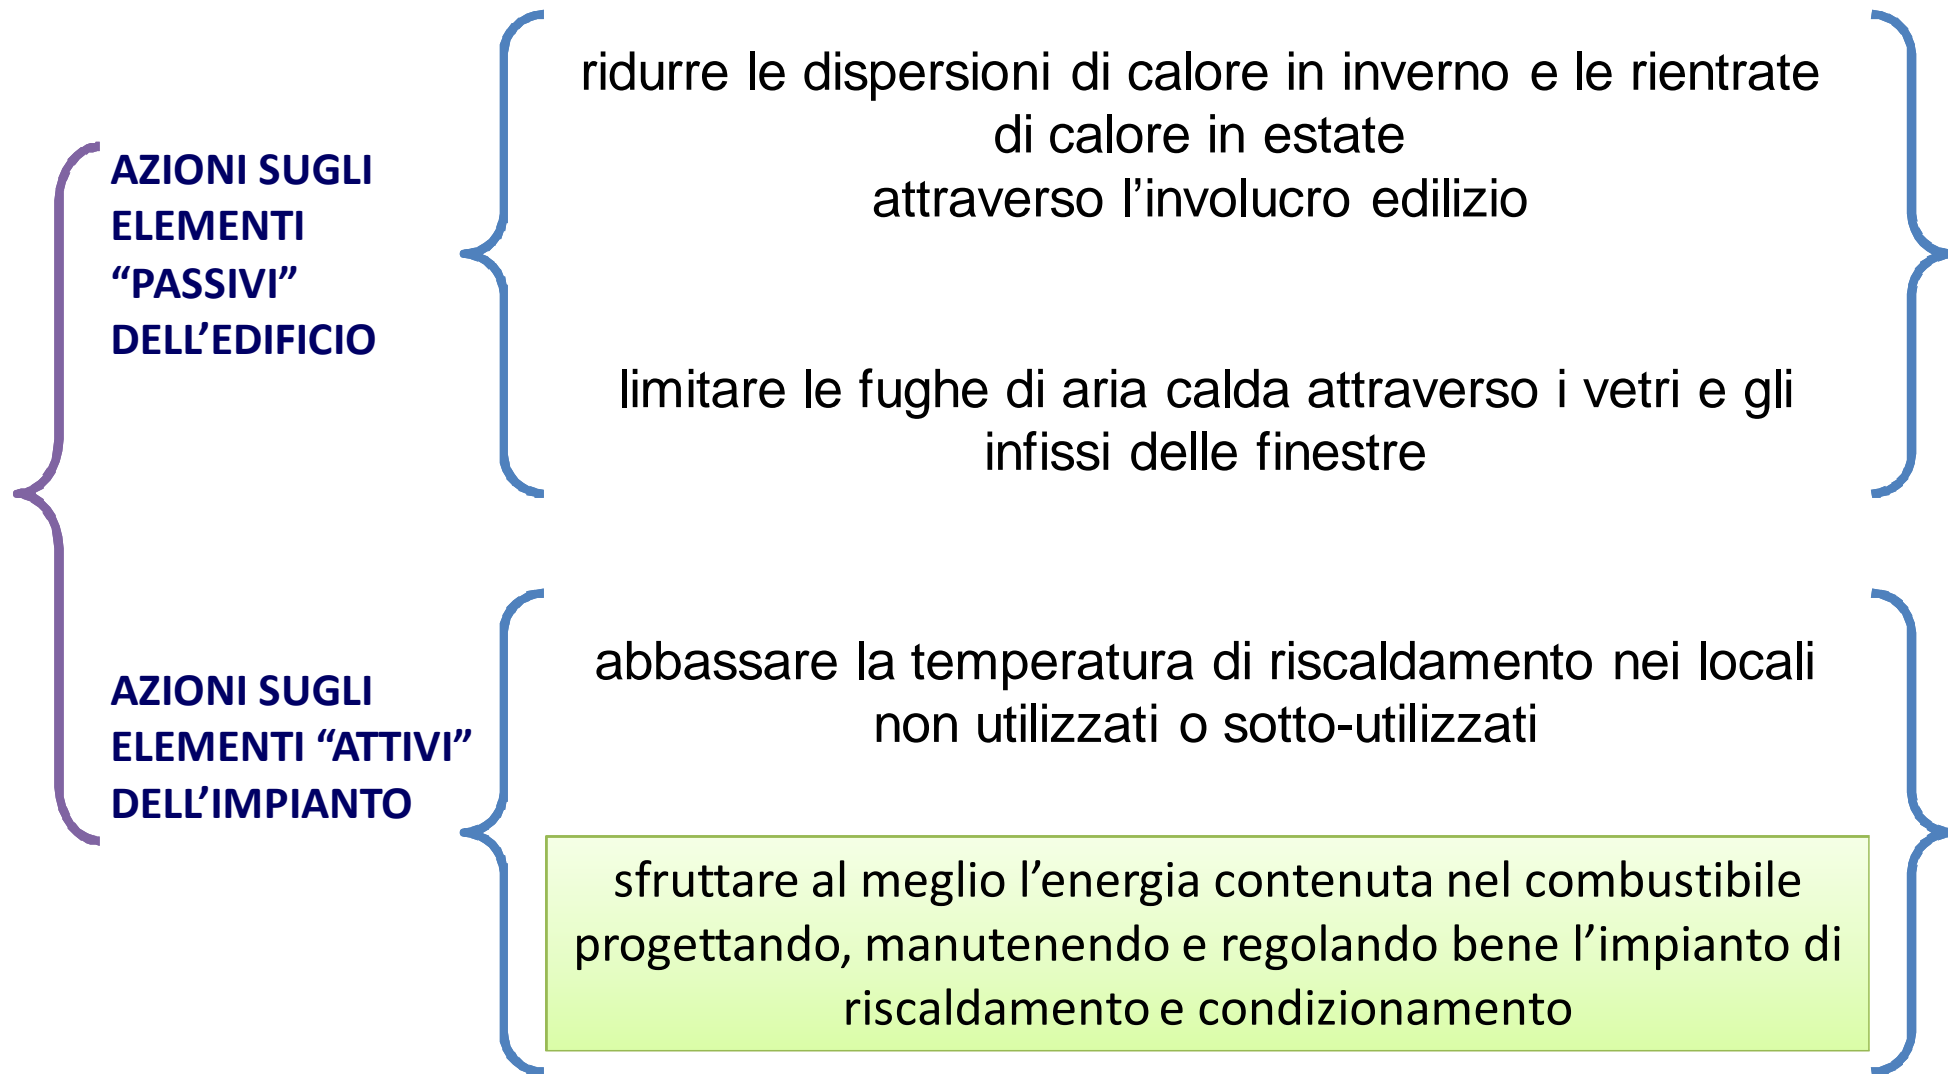 AZIONI SUGLI
ELEMENTI
“PASSIVI”
DELL’EDIFICIO
ridurre le dispersioni di calore in inverno e le rientrate
di calore in estate
attraverso l’involucro edilizio
limitare le fughe di aria calda attraverso i vetri e gli
infissi delle finestre
AZIONI SUGLI
ELEMENTI “ATTIVI”
DELL’IMPIANTO
abbassare la temperatura di riscaldamento nei locali
non utilizzati o sotto-utilizzati
sfruttare al meglio l’energia contenuta nel combustibile
progettando, manutenendo e regolando bene l’impianto di
riscaldamento e condizionamento